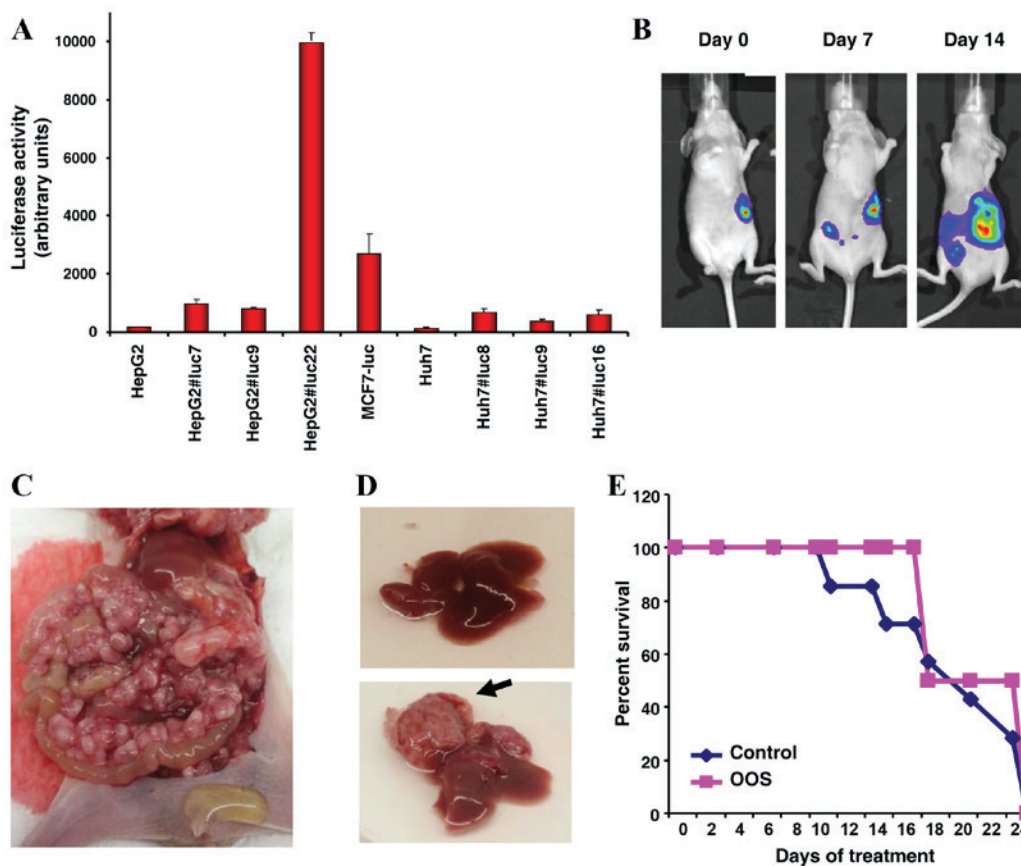 A
Luciferase activity
(arbitrary units)
10000
8000
6000
4000
2000
0
HepG2
HepG2#luc7
HepG2#luc9
HepG2#luc22
MCF7-luc
Huh7
Huh7#luc8
Huh7#luc9
Huh7#luc16
B
Day 0
Day 7
Day 14
C
D
E
Percent survival
120
100
80
60
40
20
0
Control
OOS
0 2 4 6 8 10 12 14 16 18 20 22 24
Days of treatment